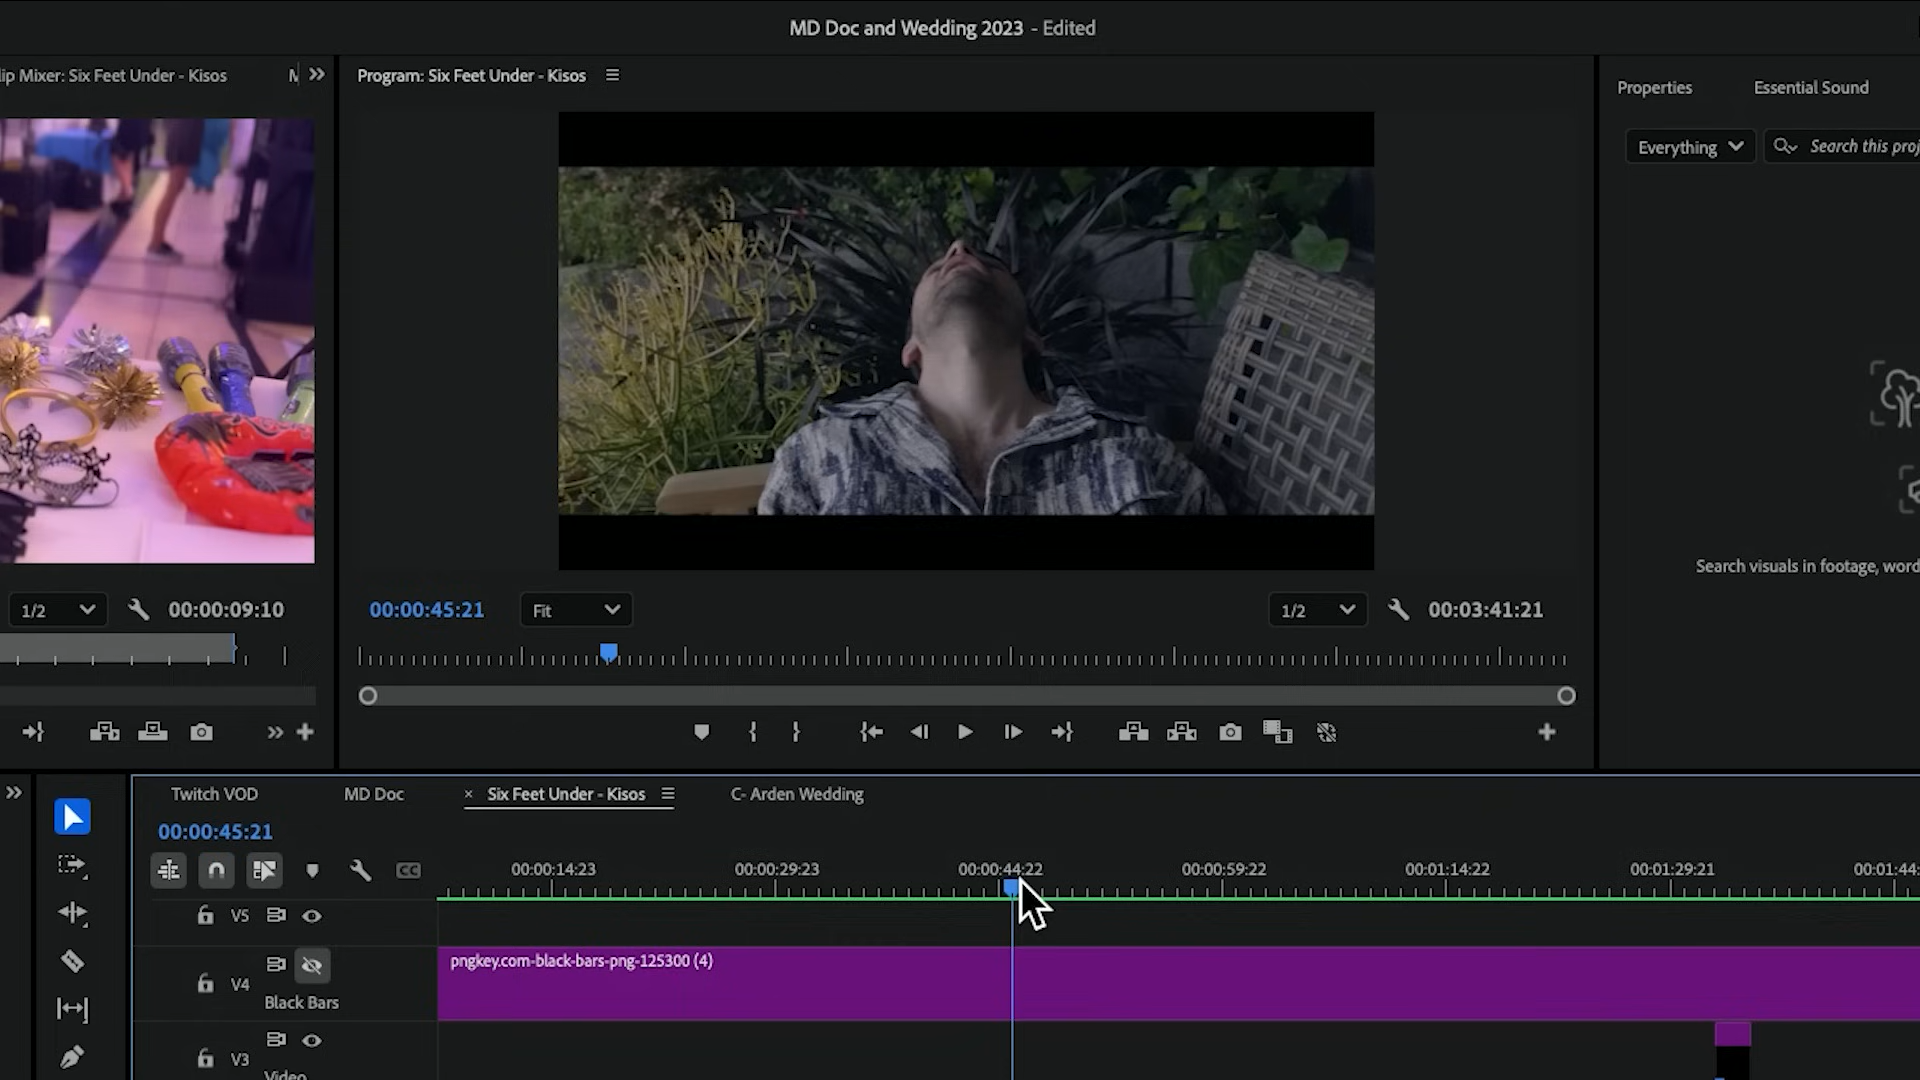 MD Doc and Wedding 2023 - Edited
lip Mixer: Six Feet Under - Kisos
Program: Six Feet Under - Kisos
Properties
Essential Sound
Everything
Search this proj
Search visuals in footage, word
1/2
00:00:09:10
00:00:45:21
Fit
1/2
00:03:41:21
Twitch VOD
MD Doc
× Six Feet Under - Kisos
C- Arden Wedding
00:00:45:21
CC
00:00:14:23
00:00:29:23
00:00:44:22
00:00:59:22
00:01:14:22
00:01:29:21
00:01:44:
V5
pngkey.com-black-bars-png-125300 (4)
V4
Black Bars
V3
Video